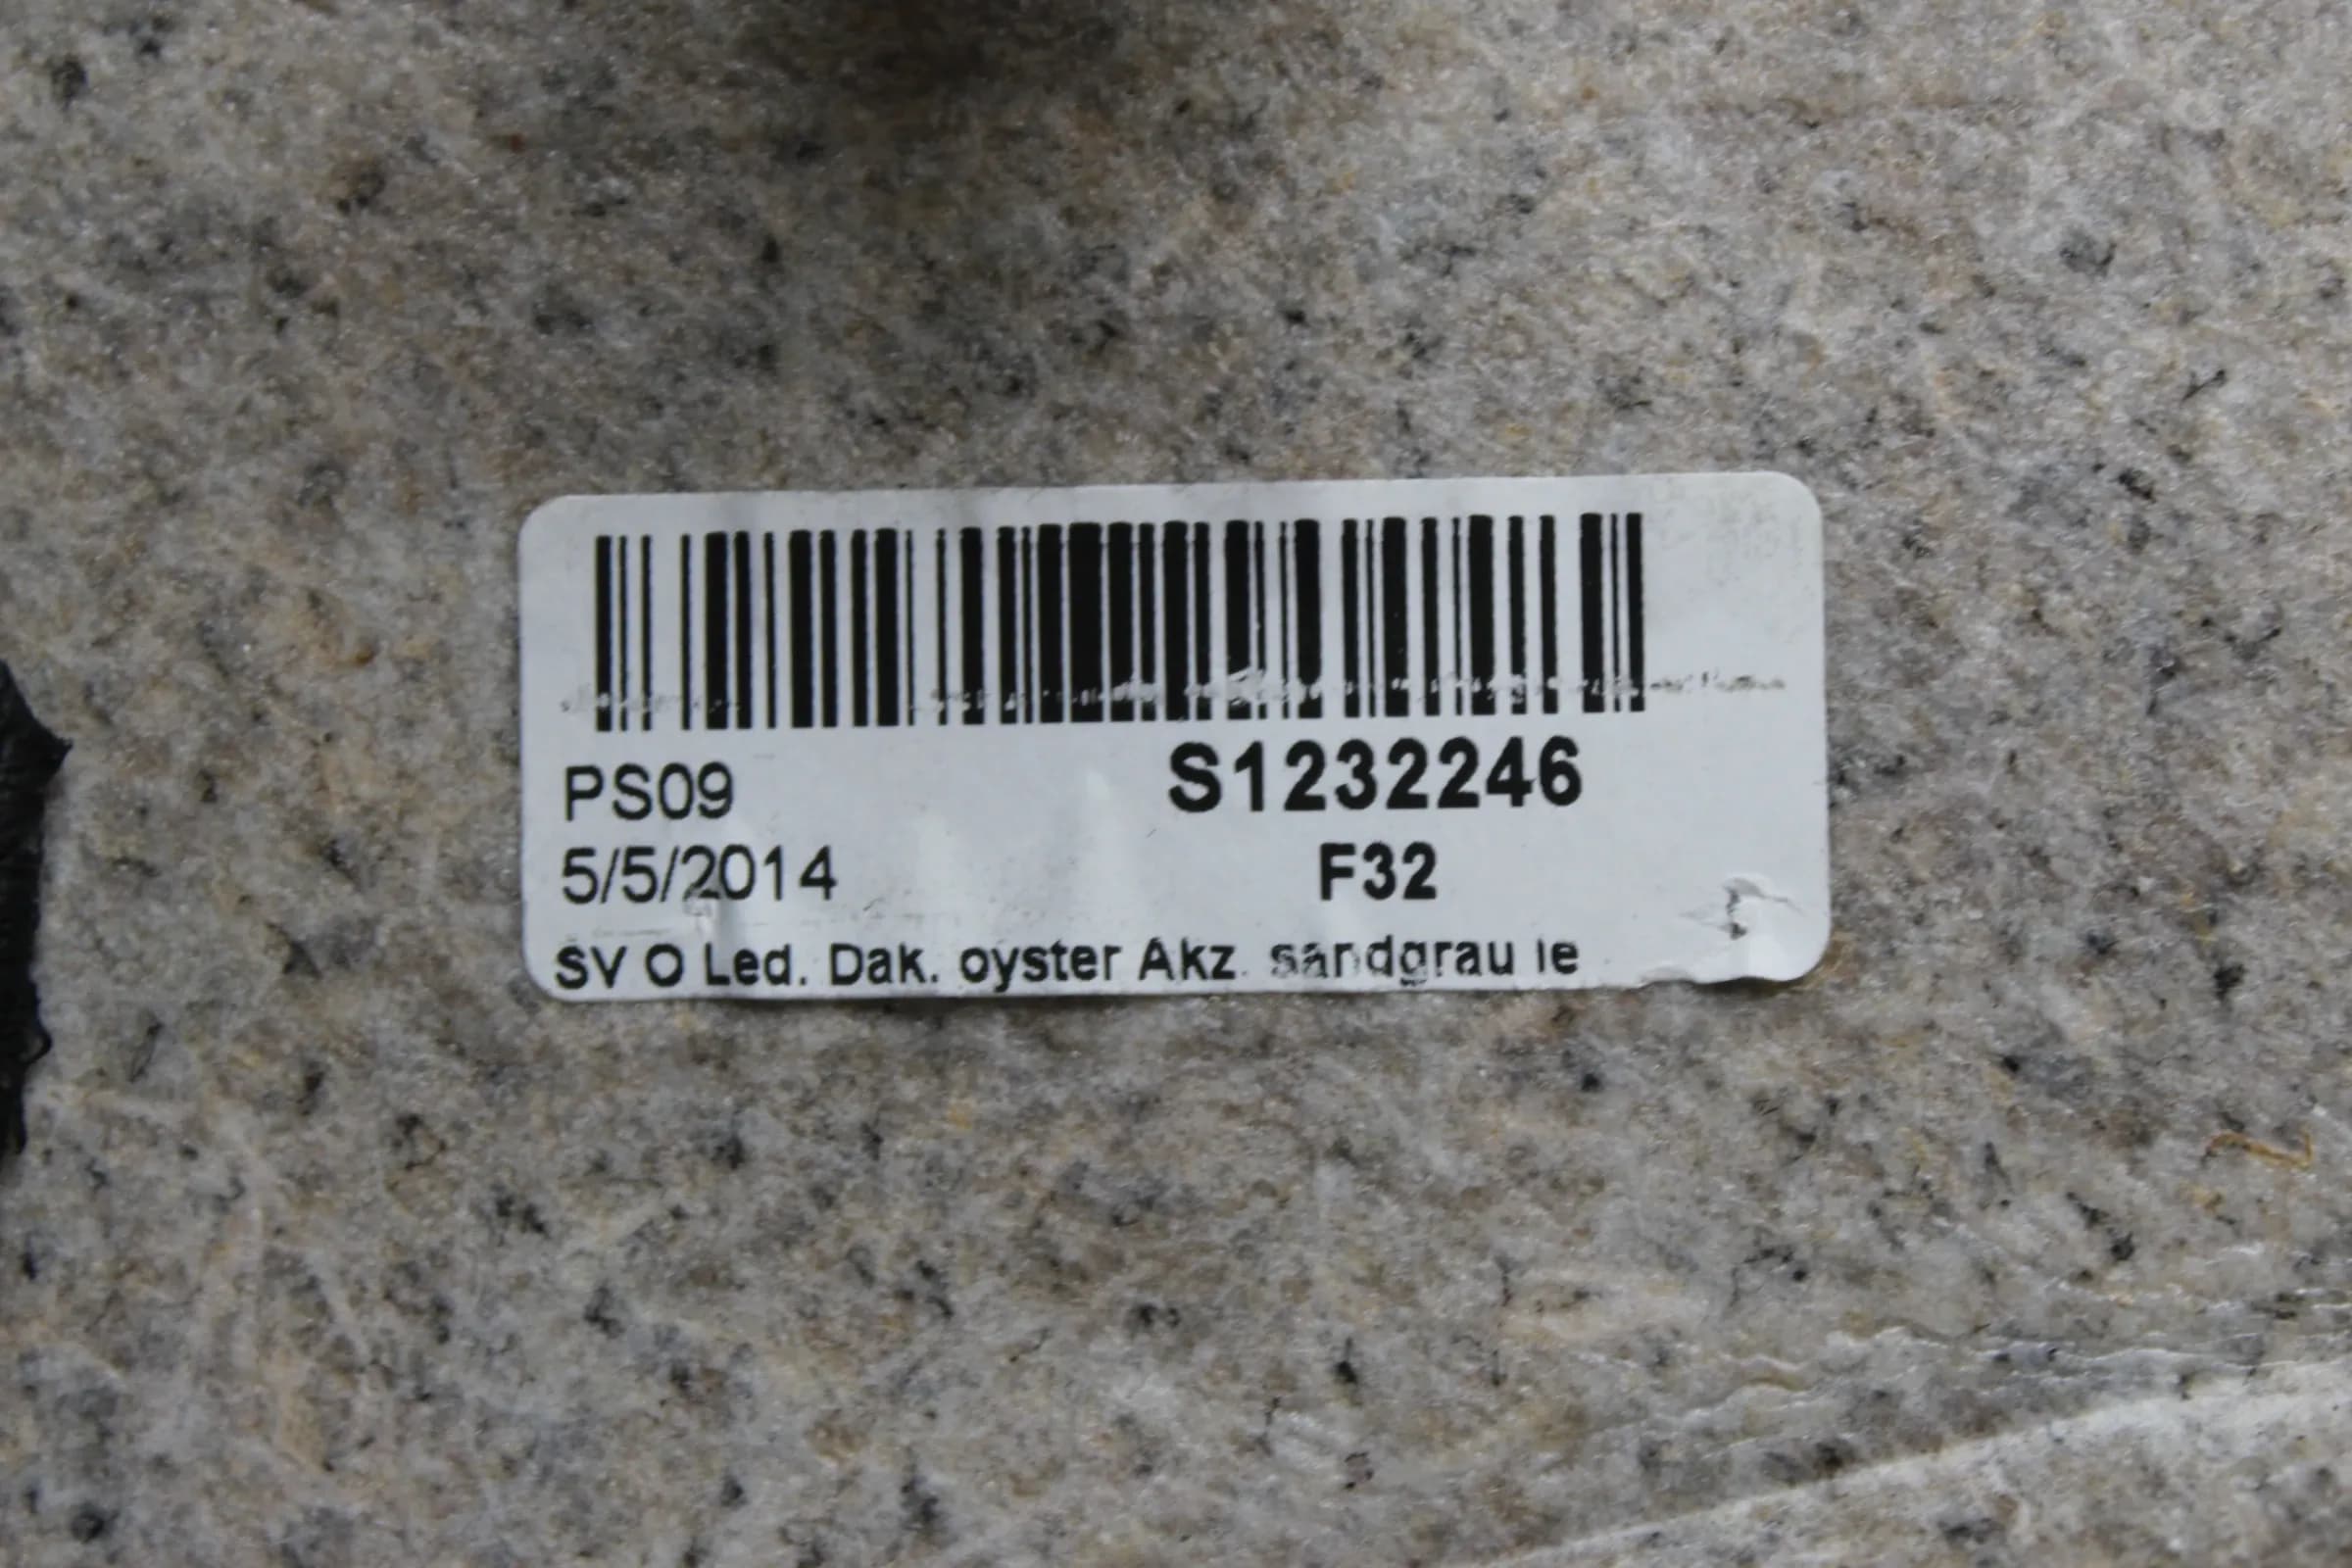 PS09 S1232246
5/5/2014 F32
SV O Led. Dak. oyster Akz. sandgrau le